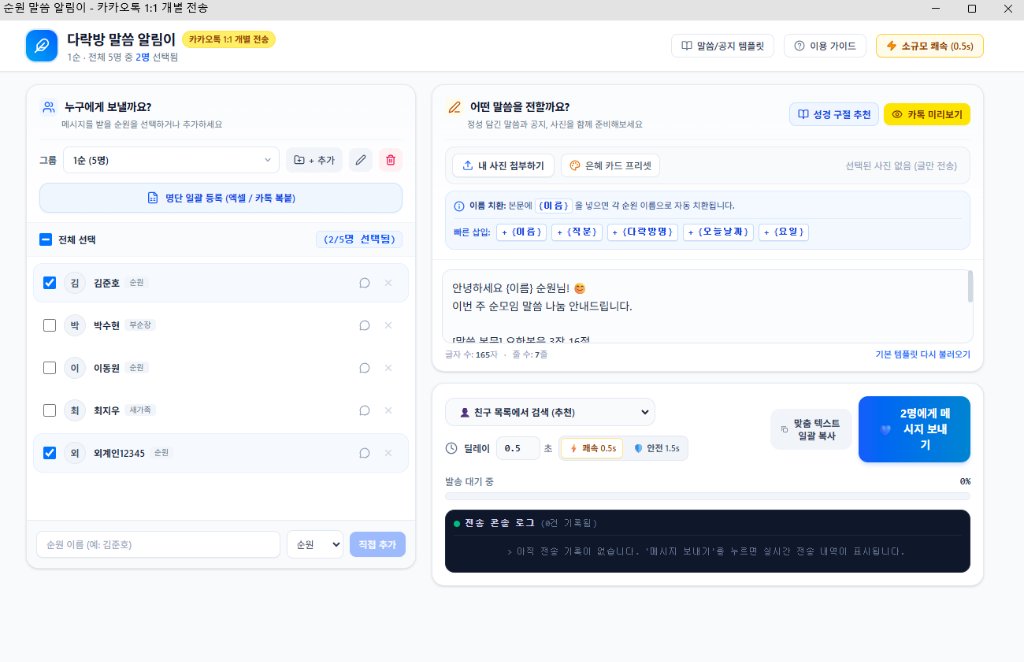 순원 말씀 알림이 - 카카오톡 1:1 개별 전송
다락방 말씀 알림이
카카오톡 1:1 개별 전송
1순 · 전체 5명 중 2명 선택됨
말씀/공지 템플릿
이용 가이드
소규모 쾌속 (0.5s)
누구에게 보낼까요?
메시지를 받을 순원을 선택하거나 추가하세요
그룹
1순 (5명)
+ 추가
명단 일괄 등록 (엑셀 / 카톡 복붙)
전체 선택
(2/5명 선택됨)
김
김준호
순원
박
박수현
부순장
이
이동원
순원
최
최지우
새가족
외
외계인12345
순원
순원 이름 (예: 김준호)
순원
직접 추가
어떤 말씀을 전할까요?
정성 담긴 말씀과 공지, 사진을 함께 준비해보세요
성경 구절 추천
카톡 미리보기
내 사진 첨부하기
은혜 카드 프리셋
선택된 사진 없음 (글만 전송)
이름 치환: 본문에 {이름} 을 넣으면 각 순원 이름으로 자동 치환됩니다.
빠른 삽입:
+ {이름}
+ {직분}
+ {다락방명}
+ {오늘날짜}
+ {요일}
안녕하세요 {이름} 순원님! 😊
이번 주 순모임 말씀 나눔 안내드립니다.
[말씀 본문] 요한복음 3장 16절
글자 수: 165자 · 줄 수: 7줄
기본 템플릿 다시 불러오기
친구 목록에서 검색 (추천)
딜레이
0.5
초
쾌속 0.5s
안전 1.5s
맞춤 텍스트
일괄 복사
2명에게 메
시지 보내
기
발송 대기 중
0%
전송 콘솔 로그 (0건 기록됨)
> 아직 전송 기록이 없습니다. '메시지 보내기'를 누르면 실시간 전송 내역이 표시됩니다.